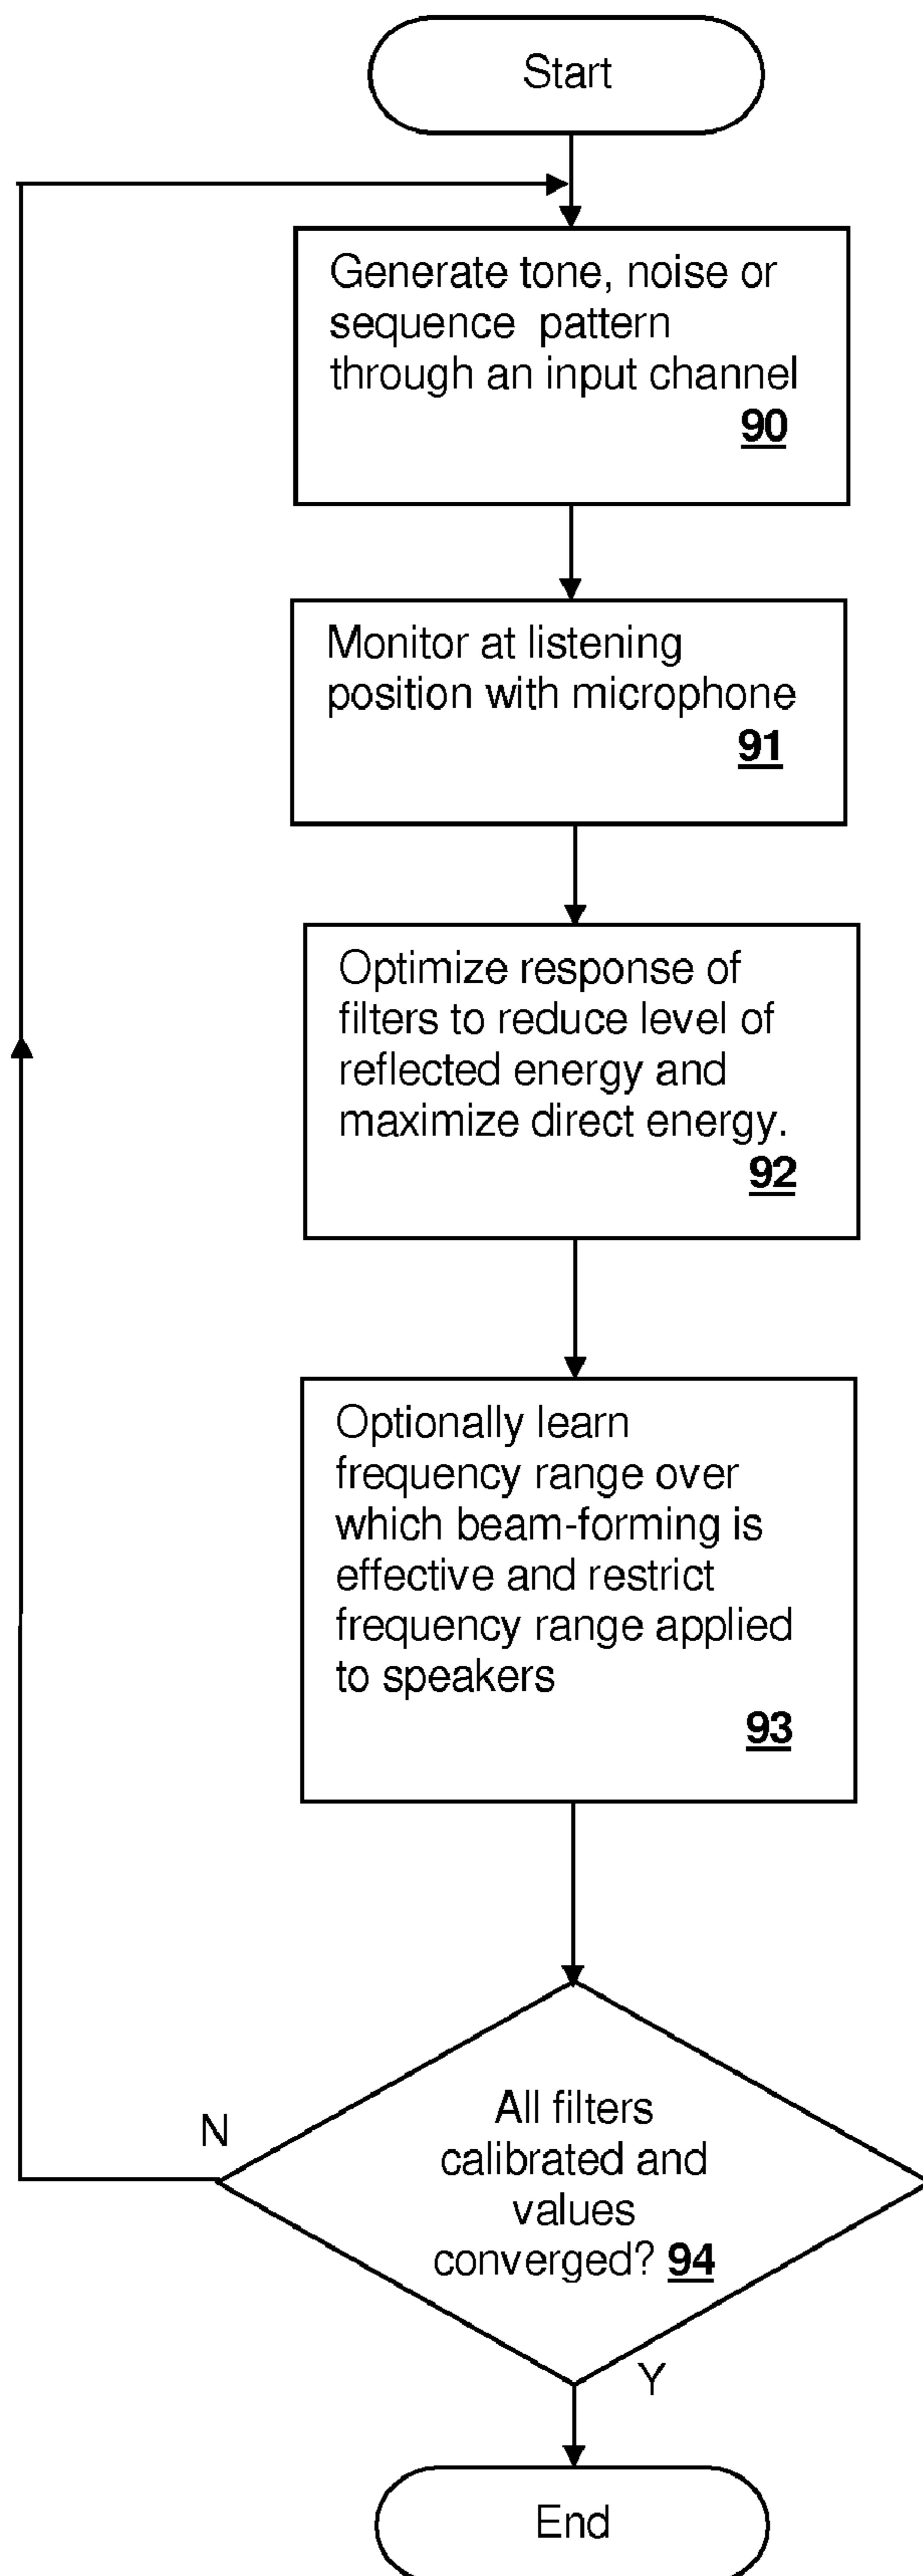 Start
Generate tone, noise or
sequence pattern
through an input channel
90
Monitor at listening
position with microphone
91
Optimize response of
filters to reduce level of
reflected energy and
maximize direct energy.
92
Optionally learn
frequency range over
which beam-forming is
effective and restrict
frequency range applied
to speakers
93
N
All filters
calibrated and
values
converged? 94
Y
End